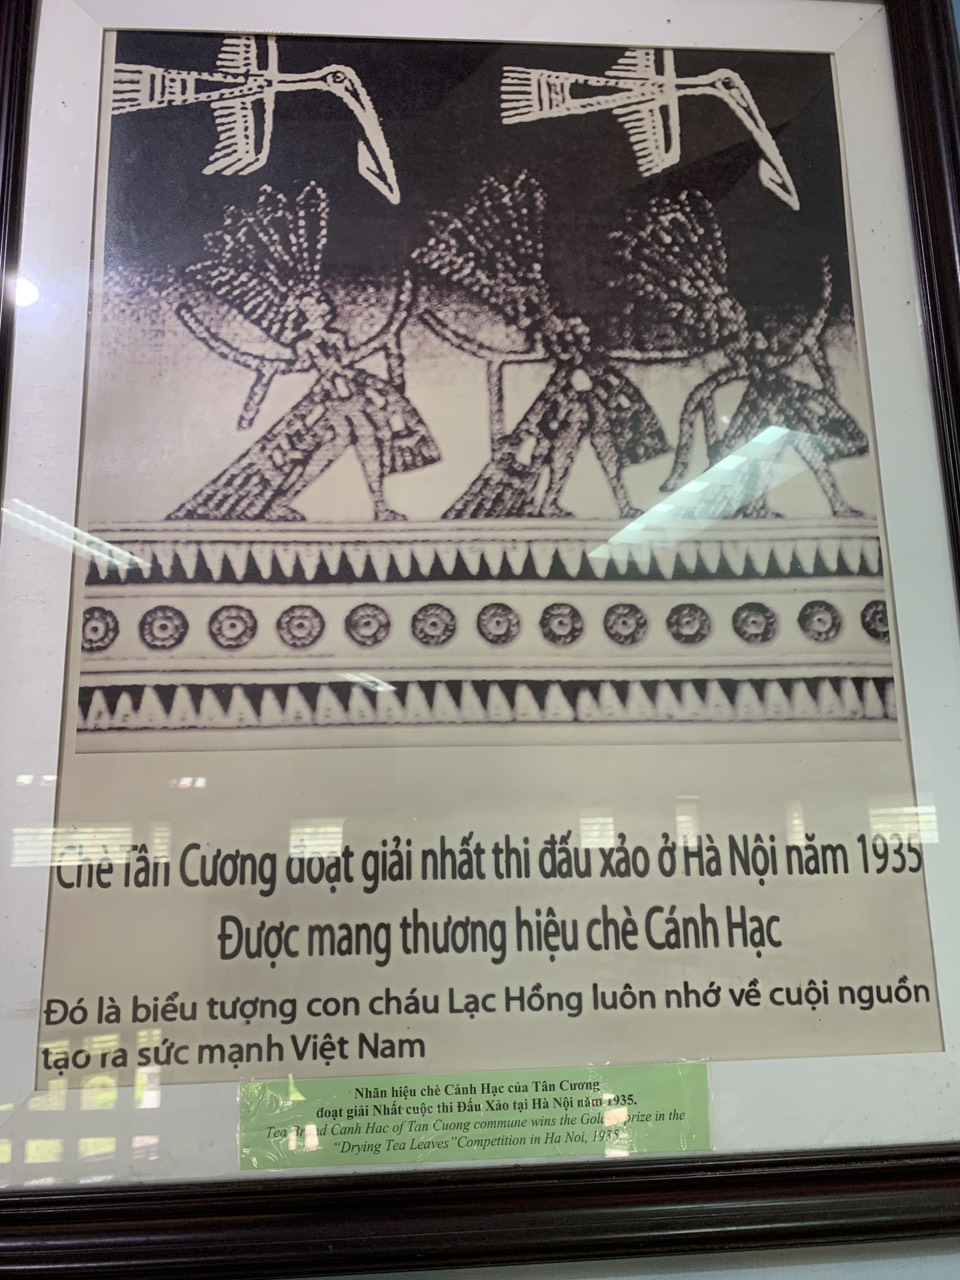 Chè Tân Cương đoạt giải nhất thi đấu xảo ở Hà Nội năm 1935
Được mang thương hiệu chè Cánh Hạc
Đó là biểu tượng con cháu Lạc Hồng luôn nhớ về cuội nguồn
tạo ra sức mạnh Việt Nam
Nhãn hiệu chè Cánh Hạc của Tân Cương
đoạt giải Nhất cuộc thi Đấu Xảo tại Hà Nội năm 1935.
Tea Brand Canh Hac of Tan Cuong commune wins the prize in the
"Drying Tea Leaves" Competition in Ha Noi, 1935.